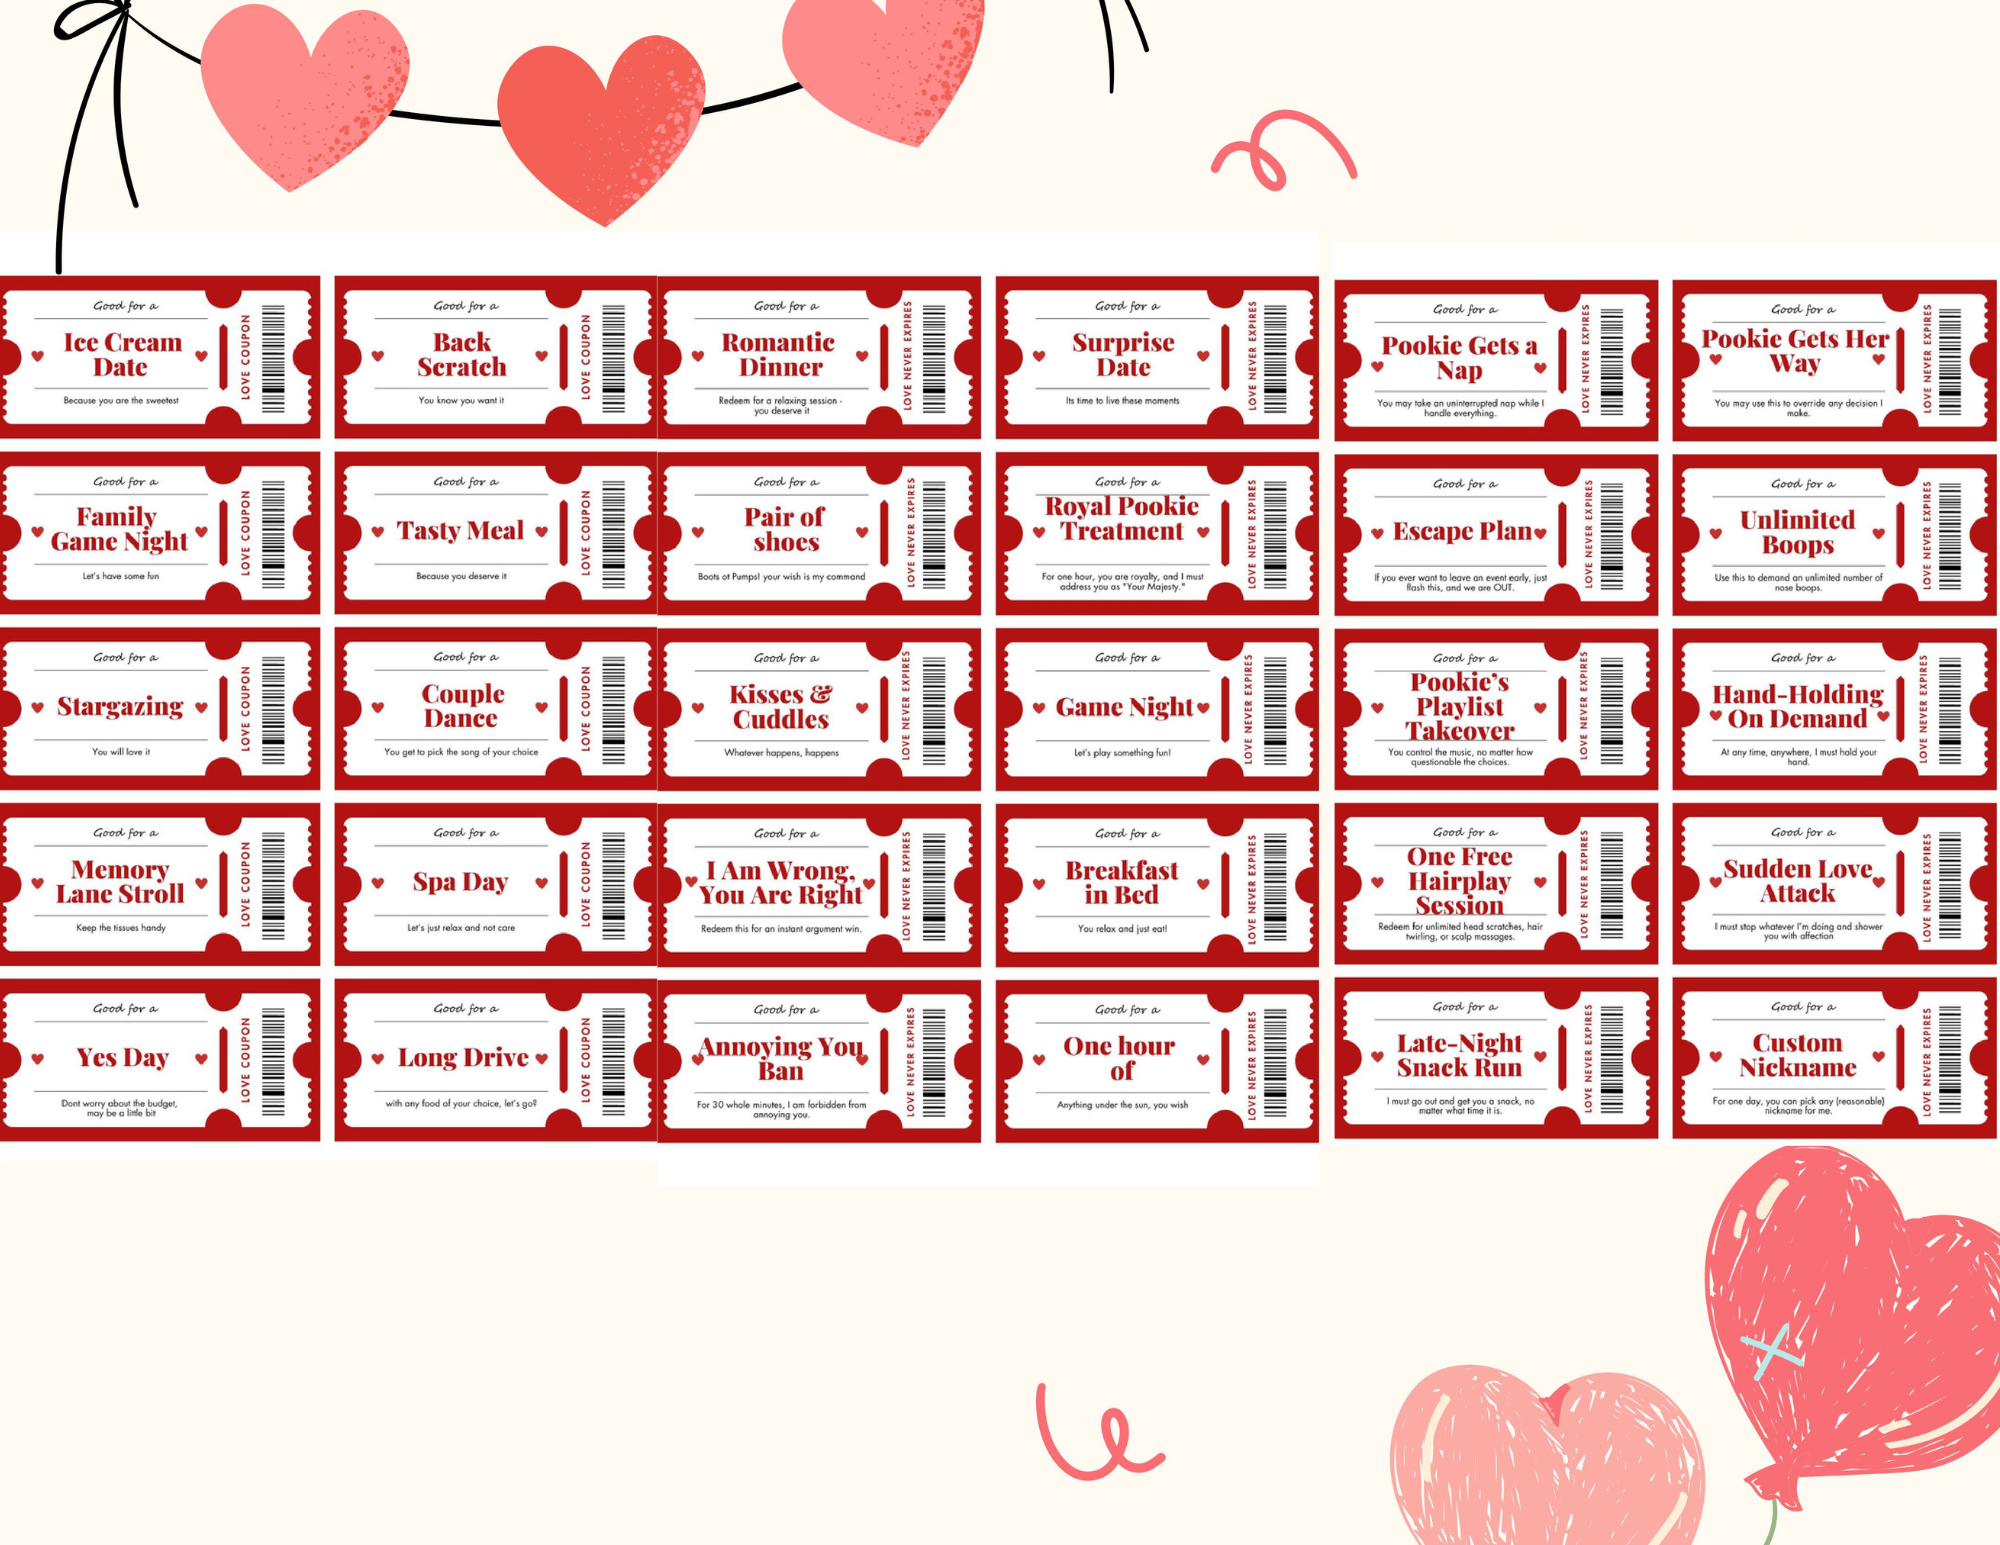 Good for a
Ice Cream
Date
Because you are the sweetest
LOVE COUPON
Good for a
Back
Scratch
You know you want it
LOVE COUPON
Good for a
Romantic
Dinner
Redeem for a relaxing session -
you deserve it
LOVE NEVER EXPIRES
Good for a
Surprise
Date
Its time to live these moments
LOVE NEVER EXPIRES
Good for a
Pookie Gets a
Nap
You may take an uninterrupted nap while I
handle everything.
LOVE NEVER EXPIRES
Good for a
Pookie Gets Her
Way
You may use this to override any decision I
make.
LOVE NEVER EXPIRES
Good for a
Family
Game Night
Let's have some fun
LOVE COUPON
Good for a
Tasty Meal
Because you deserve it
LOVE COUPON
Good for a
Pair of
shoes
Boots ot Pumps! your wish is my command
LOVE NEVER EXPIRES
Good for a
Royal Pookie
Treatment
For one hour, you are royalty, and I must
address you as "Your Majesty."
LOVE NEVER EXPIRES
Good for a
Escape Plan
If you ever want to leave an event early, just
flash this, and we are OUT.
LOVE NEVER EXPIRES
Good for a
Unlimited
Boops
Use this to demand an unlimited number of
nose boops.
LOVE NEVER EXPIRES
Good for a
Stargazing
You will love it
LOVE COUPON
Good for a
Couple
Dance
You get to pick the song of your choice
LOVE COUPON
Good for a
Kisses &
Cuddles
Whatever happens, happens
LOVE NEVER EXPIRES
Good for a
Game Night
Let's play something fun!
LOVE NEVER EXPIRES
Good for a
Pookie's
Playlist
Takeover
You control the music, no matter how
questionable the choices.
LOVE NEVER EXPIRES
Good for a
Hand-Holding
On Demand
At any time, anywhere, I must hold your
hand.
LOVE NEVER EXPIRES
Good for a
Memory
Lane Stroll
Keep the tissues handy
LOVE COUPON
Good for a
Spa Day
Let's just relax and not care
LOVE COUPON
Good for a
I Am Wrong,
You Are Right
Redeem this for an instant argument win.
LOVE NEVER EXPIRES
Good for a
Breakfast
in Bed
You relax and just eat!
LOVE NEVER EXPIRES
Good for a
One Free
Hairplay
Session
Redeem for unlimited head scratches, hair
twirling, or scalp massages.
LOVE NEVER EXPIRES
Good for a
Sudden Love
Attack
I must stop whatever I'm doing and shower
you with affection
LOVE NEVER EXPIRES
Good for a
Yes Day
Dont worry about the budget,
may be a little bit
LOVE COUPON
Good for a
Long Drive
with any food of your choice, let's go?
LOVE COUPON
Good for a
Annoying You
Ban
For 30 whole minutes, I am forbidden from
annoying you.
LOVE NEVER EXPIRES
Good for a
One hour
of
Anything under the sun, you wish
LOVE NEVER EXPIRES
Good for a
Late-Night
Snack Run
I must go out and get you a snack, no
matter what time it is.
LOVE NEVER EXPIRES
Good for a
Custom
Nickname
For one day, you can pick any (reasonable)
nickname for me.
LOVE NEVER EXPIRES